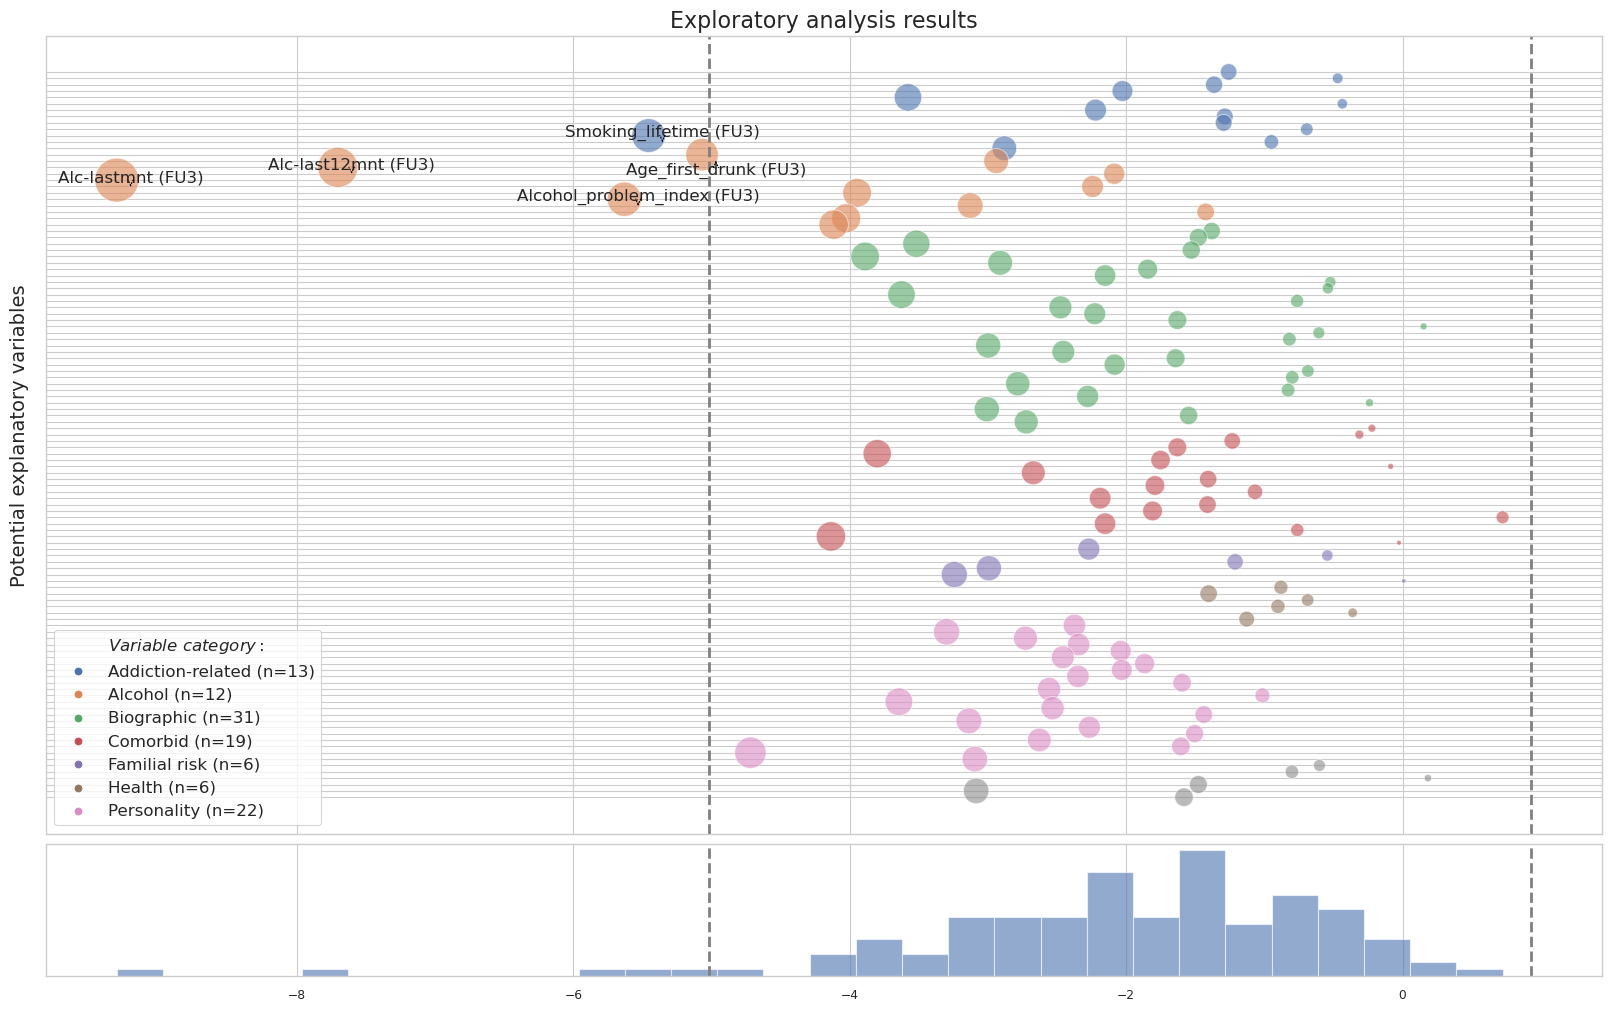 Exploratory analysis results
Potential explanatory variables
Smoking_lifetime (FU3)
Alc-last12mnt (FU3)
Age_first_drunk (FU3)
Alc-lastmnt (FU3)
Alcohol_problem_index (FU3)
Variable category:
Addiction-related (n=13)
Alcohol (n=12)
Biographic (n=31)
Comorbid (n=19)
Familial risk (n=6)
Health (n=6)
Personality (n=22)
−8 −6 −4 −2 0